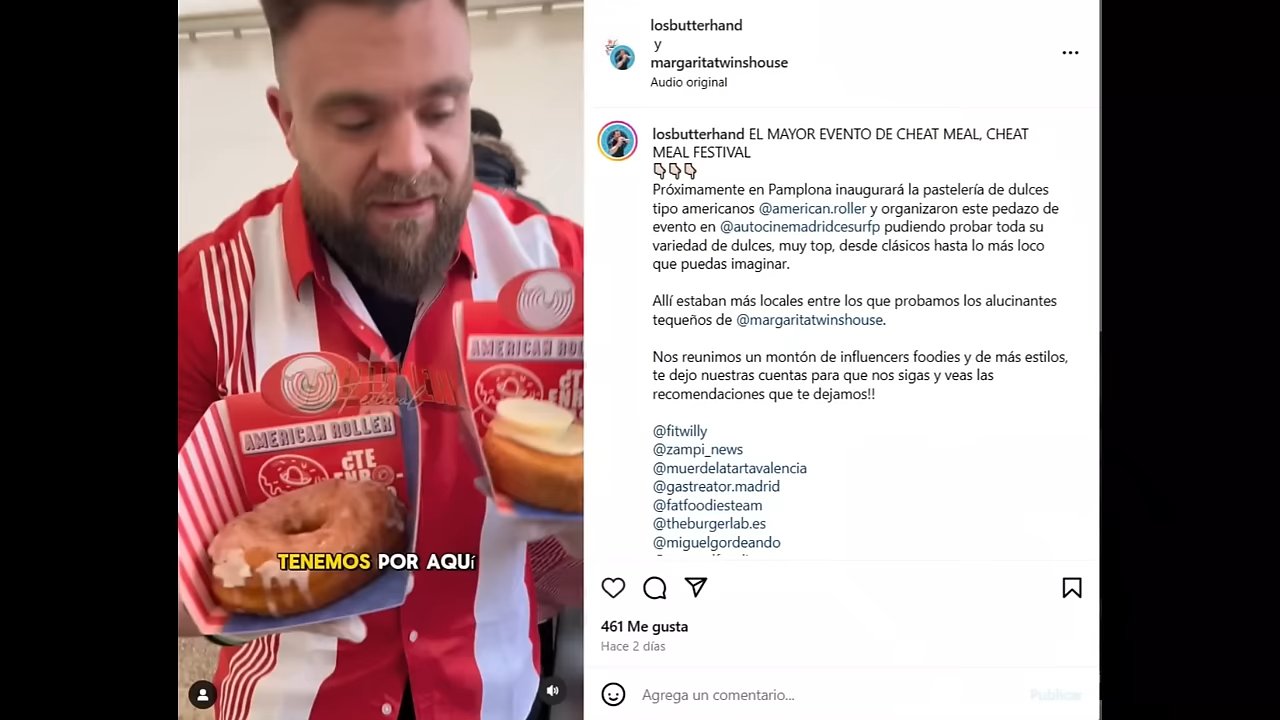 AMERICAN ROLLER
¿TE
ENRO-
AMERICAN ROL
¿T
ENR
Festival
TENEMOS POR AQUÍ
losbutterhand
y
margaritatwinshouse
Audio original
losbutterhand EL MAYOR EVENTO DE CHEAT MEAL, CHEAT
MEAL FESTIVAL
👇🏻👇🏻👇🏻
Próximamente en Pamplona inaugurará la pastelería de dulces
tipo americanos @american.roller y organizaron este pedazo de
evento en @autocinemadridcesurfp pudiendo probar toda su
variedad de dulces, muy top, desde clásicos hasta lo más loco
que puedas imaginar.
Allí estaban más locales entre los que probamos los alucinantes
tequeños de @margaritatwinshouse.
Nos reunimos un montón de influencers foodies y de más estilos,
te dejo nuestras cuentas para que nos sigas y veas las
recomendaciones que te dejamos!!
@fitwilly
@zampi_news
@muerdelatartavalencia
@gastreator.madrid
@fatfoodiesteam
@theburgerlab.es
@miguelgordeando
461 Me gusta
Hace 2 días
Agrega un comentario...
Publicar